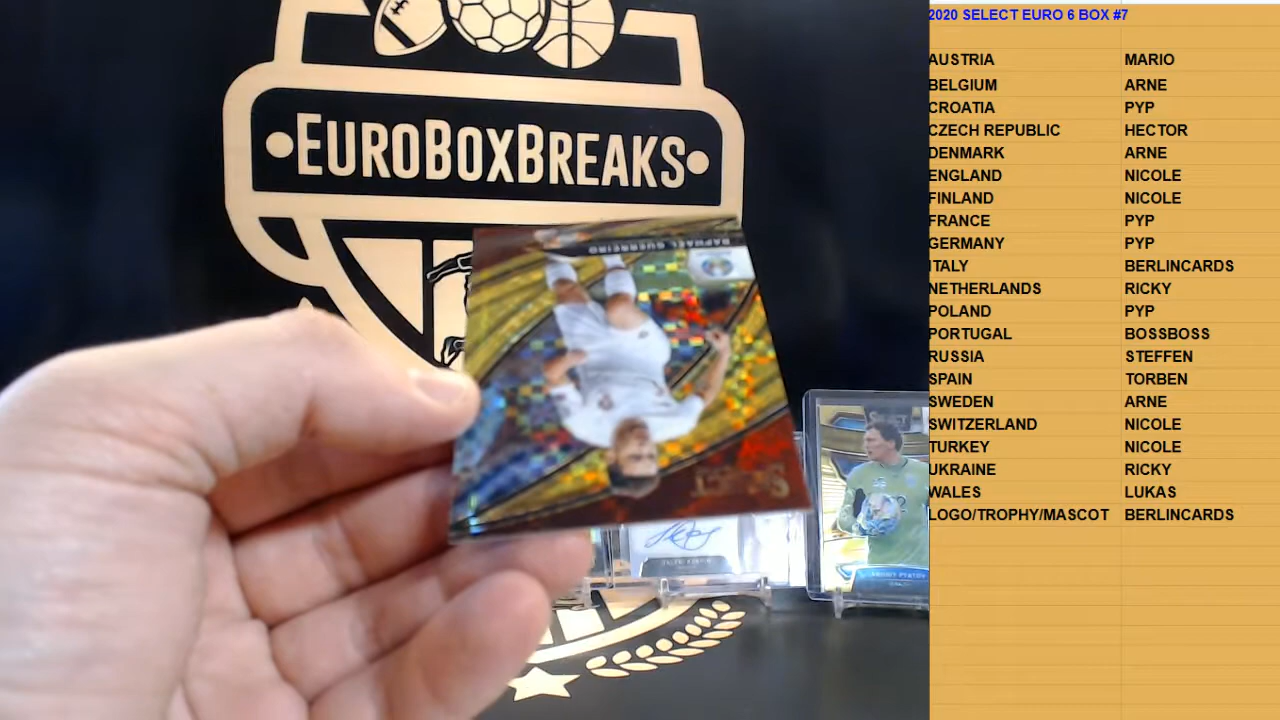 EUROBOXBREAKS
RAPHAËL GUERREIRO
SELECT
2020 SELECT EURO 6 BOX #7
AUSTRIA MARIO
BELGIUM ARNE
CROATIA PYP
CZECH REPUBLIC HECTOR
DENMARK ARNE
ENGLAND NICOLE
FINLAND NICOLE
FRANCE PYP
GERMANY PYP
ITALY BERLINCARDS
NETHERLANDS RICKY
POLAND PYP
PORTUGAL BOSSBOSS
RUSSIA STEFFEN
SPAIN TORBEN
SWEDEN ARNE
SWITZERLAND NICOLE
TURKEY NICOLE
UKRAINE RICKY
WALES LUKAS
LOGO/TROPHY/MASCOT BERLINCARDS